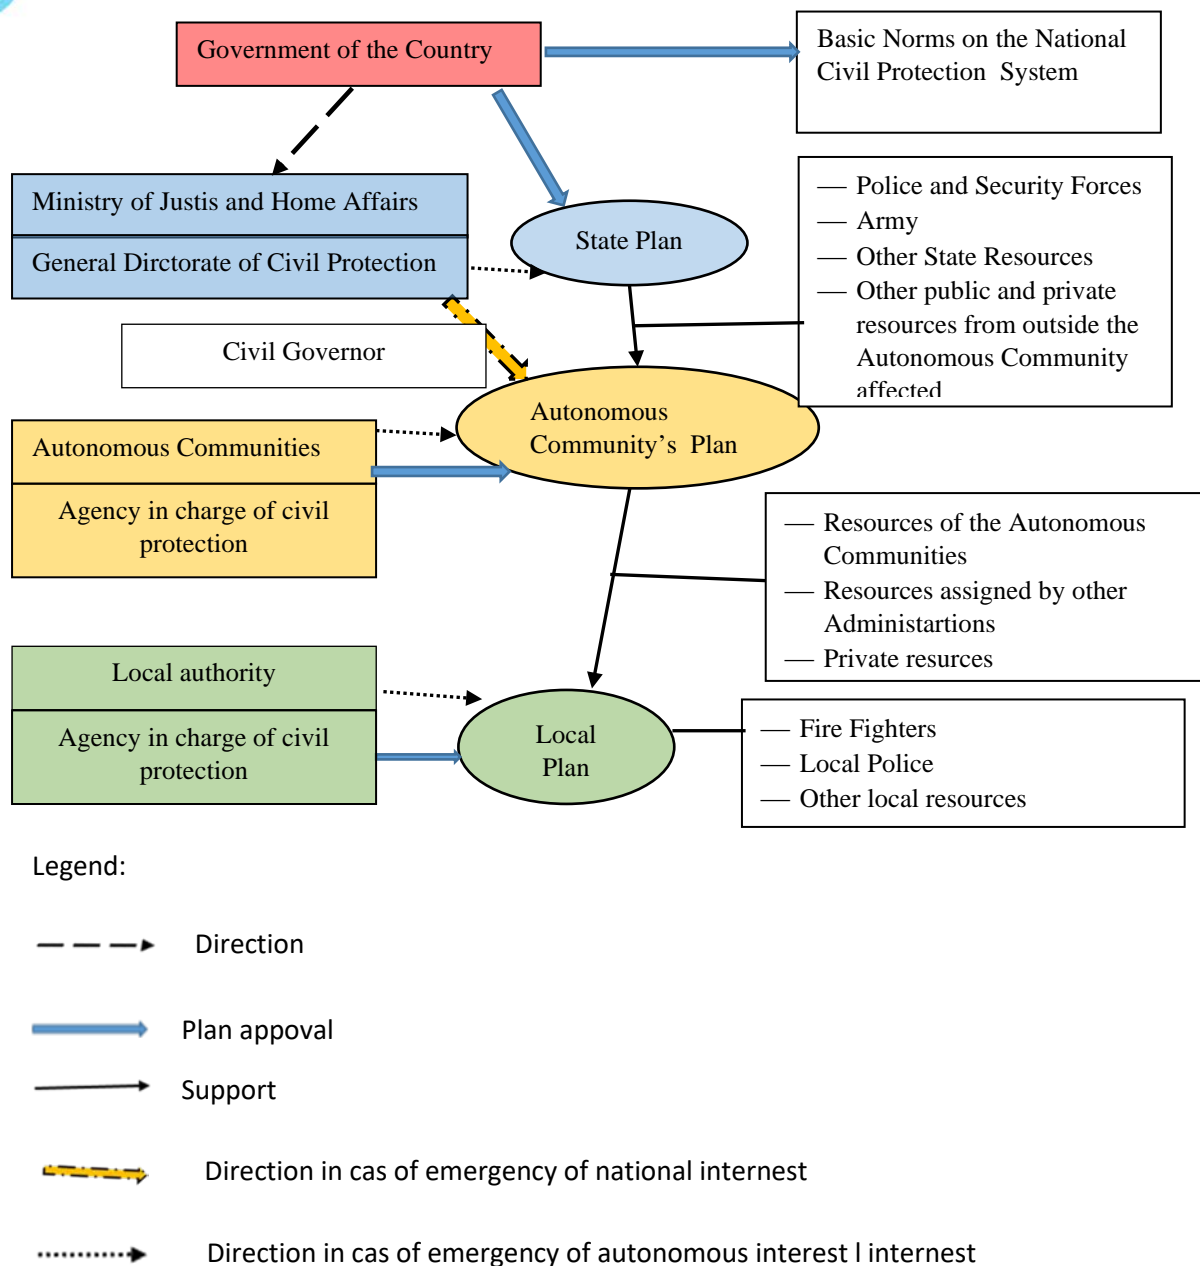 Government of the Country
Basic Norms on the National
Civil Protection System
Ministry of Justis and Home Affairs
General Dirctorate of Civil Protection
State Plan
— Police and Security Forces
— Army
— Other State Resources
— Other public and private
resources from outside the
Autonomous Community
affected
Civil Governor
Autonomous
Community’s Plan
Autonomous Communities
Agency in charge of civil
protection
— Resources of the Autonomous
Communities
— Resources assigned by other
Administartions
— Private resurces
Local authority
Agency in charge of civil
protection
Local
Plan
— Fire Fighters
— Local Police
— Other local resources
Legend:
Direction
Plan appoval
Support
Direction in cas of emergency of national internest
Direction in cas of emergency of autonomous interest l internest